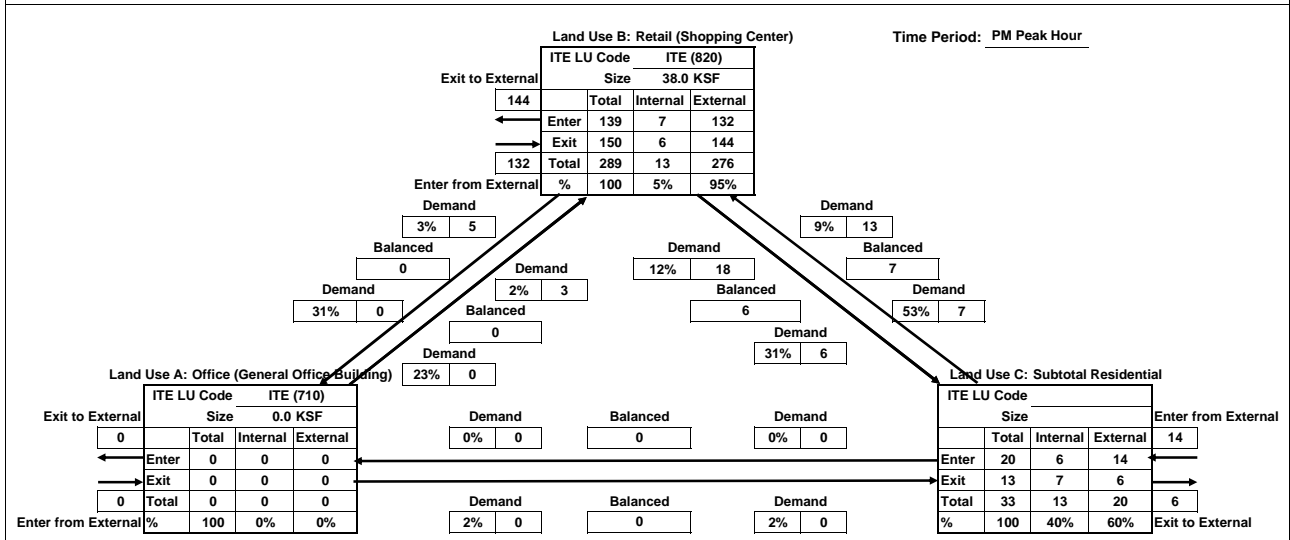 Land Use B: Retail (Shopping Center)
Time Period: PM Peak Hour
ITE LU Code ITE (820)
Exit to External Size 38.0 KSF
144 Total Internal External
Enter 139 7 132
Exit 150 6 144
132 Total 289 13 276
Enter from External % 100 5% 95%
Demand Demand
3% 5 9% 13
Balanced Demand Balanced
0 Demand 12% 18 7
Demand 2% 3 Balanced Demand
31% 0 Balanced 6 53% 7
0 Demand
Demand 31% 6
Land Use A: Office (General Office Building) 23% 0 Land Use C: Subtotal Residential
ITE LU Code ITE (710) ITE LU Code
Exit to External Size 0.0 KSF Demand Balanced Demand Size Enter from External
0 Total Internal External 0% 0 0 0% 0 Total Internal External 14
Enter 0 0 0 Enter 20 6 14
Exit 0 0 0 Exit 13 7 6
0 Total 0 0 0 Demand Balanced Demand Total 33 13 20 6
Enter from External % 100 0% 0% 2% 0 0 2% 0 % 100 40% 60% Exit to External